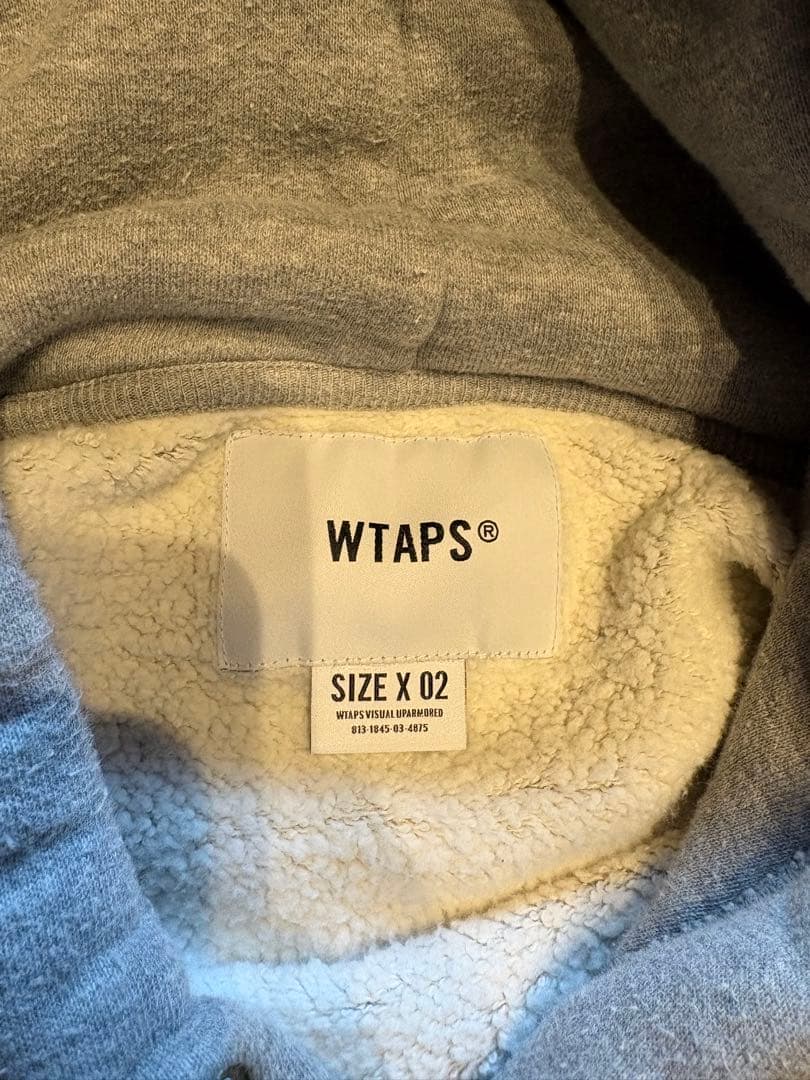 WTAPS®
SIZE X 02
WTAPS VISUAL UPARMORED
813-1845-03-4875